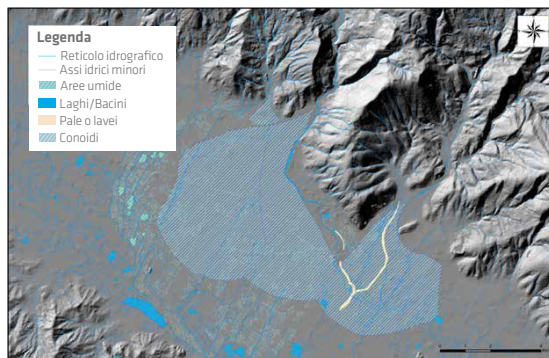 Legenda
Reticolo idrografico
Assi idrici minori
Aree umide
Laghi/Bacini
Pale o lavei
Conoidi